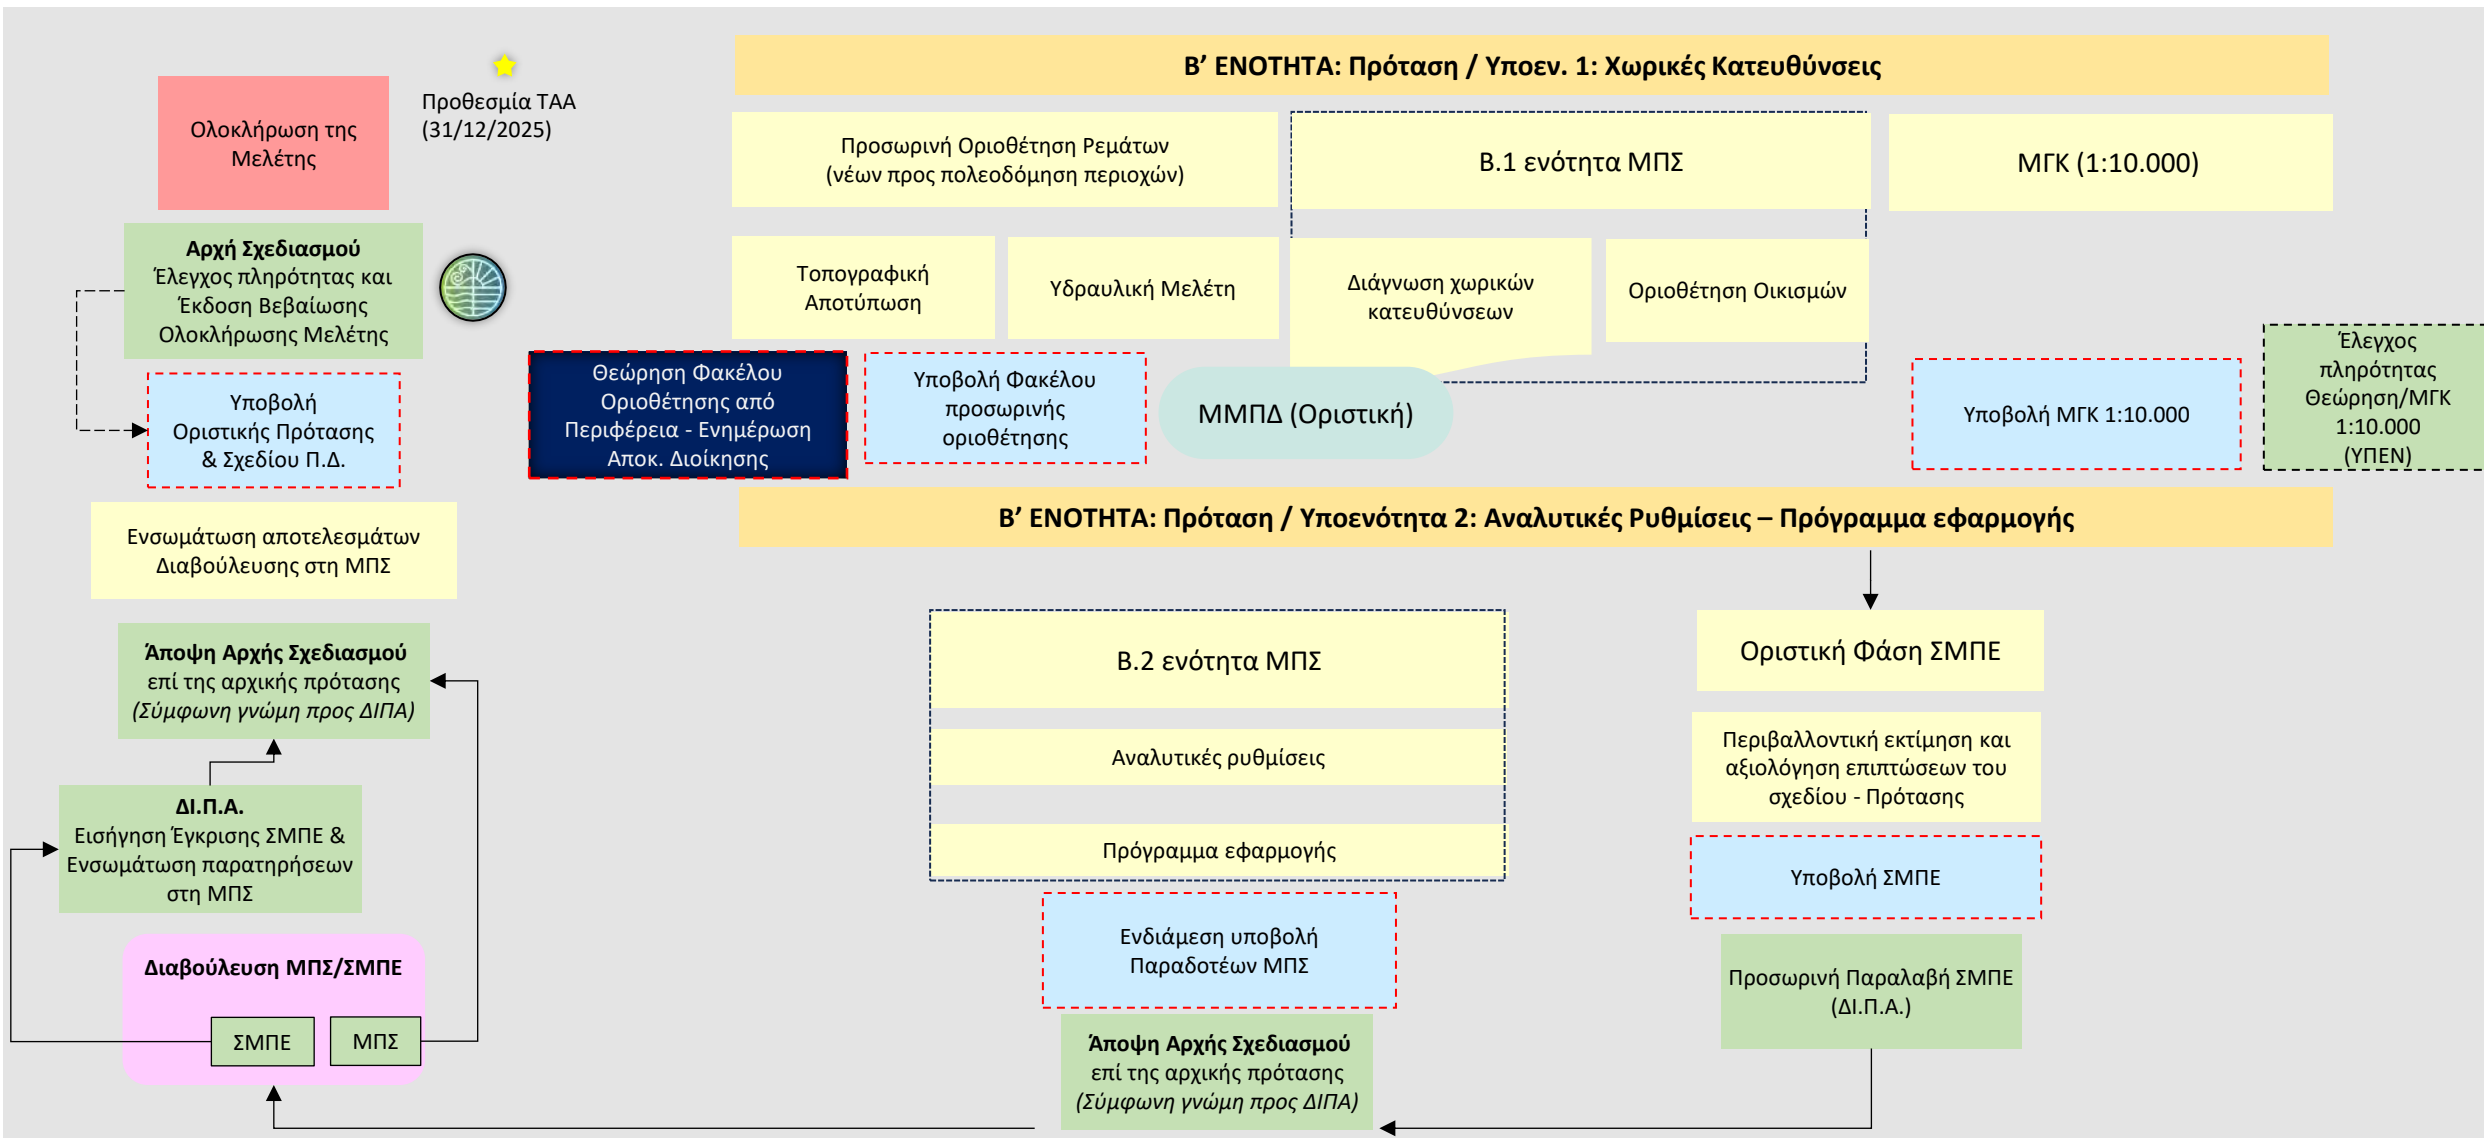 Β’ ΕΝΟΤΗΤΑ: Πρόταση / Υποεν. 1: Χωρικές Κατευθύνσεις
Ολοκλήρωση της
Μελέτης
Προθεσμία ΤΑΑ
(31/12/2025)
Προσωρινή Οριοθέτηση Ρεμάτων
(νέων προς πολεοδόμηση περιοχών)
Β.1 ενότητα ΜΠΣ
ΜΓΚ (1:10.000)
Αρχή Σχεδιασμού
Έλεγχος πληρότητας και
Έκδοση Βεβαίωσης
Ολοκλήρωσης Μελέτης
Τοπογραφική
Αποτύπωση
Υδραυλική Μελέτη
Διάγνωση χωρικών
κατευθύνσεων
Οριοθέτηση Οικισμών
Υποβολή
Οριστικής Πρότασης
& Σχεδίου Π.Δ.
Θεώρηση Φακέλου
Οριοθέτησης από
Περιφέρεια - Ενημέρωση
Αποκ. Διοίκησης
Υποβολή Φακέλου
προσωρινής
οριοθέτησης
ΜΜΠΔ (Οριστική)
Υποβολή ΜΓΚ 1:10.000
Έλεγχος
πληρότητας
Θεώρηση/ΜΓΚ
1:10.000
(ΥΠΕΝ)
Β’ ΕΝΟΤΗΤΑ: Πρόταση / Υποενότητα 2: Αναλυτικές Ρυθμίσεις – Πρόγραμμα εφαρμογής
Ενσωμάτωση αποτελεσμάτων
Διαβούλευσης στη ΜΠΣ
Άποψη Αρχής Σχεδιασμού
επί της αρχικής πρότασης
(Σύμφωνη γνώμη προς ΔΙΠΑ)
Β.2 ενότητα ΜΠΣ
Οριστική Φάση ΣΜΠΕ
Αναλυτικές ρυθμίσεις
Περιβαλλοντική εκτίμηση και
αξιολόγηση επιπτώσεων του
σχεδίου - Πρότασης
ΔΙ.Π.Α.
Εισήγηση Έγκρισης ΣΜΠΕ &
Ενσωμάτωση παρατηρήσεων
στη ΜΠΣ
Πρόγραμμα εφαρμογής
Υποβολή ΣΜΠΕ
Διαβούλευση ΜΠΣ/ΣΜΠΕ
ΣΜΠΕ
ΜΠΣ
Ενδιάμεση υποβολή
Παραδοτέων ΜΠΣ
Προσωρινή Παραλαβή ΣΜΠΕ
(ΔΙ.Π.Α.)
Άποψη Αρχής Σχεδιασμού
επί της αρχικής πρότασης
(Σύμφωνη γνώμη προς ΔΙΠΑ)